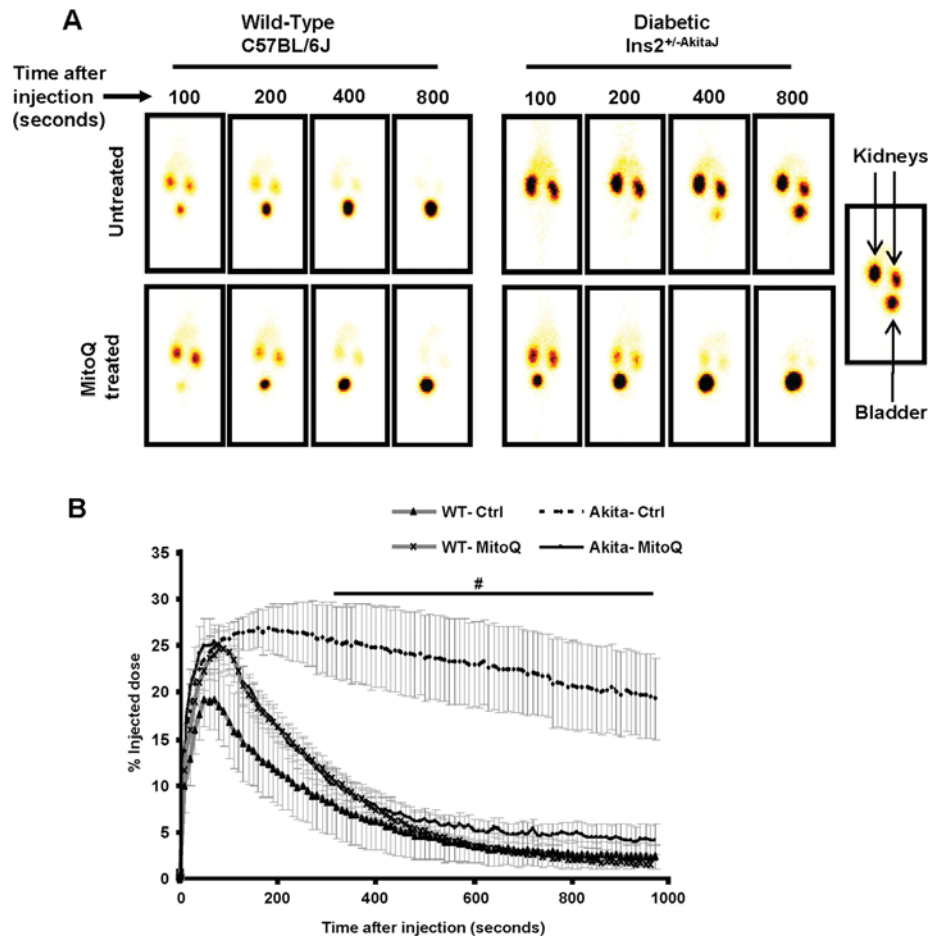 A
Wild-Type
C57BL/6J
Diabetic
Ins2+/-AkitaJ
Time after
injection
(seconds)
100 200 400 800
100 200 400 800
Untreated
MitoQ
treated
Kidneys
Bladder
B
WT- Ctrl
Akita- Ctrl
WT- MitoQ
Akita- MitoQ
#
% Injected dose
35
30
25
20
15
10
5
0
0 200 400 600 800 1000
Time after injection (seconds)